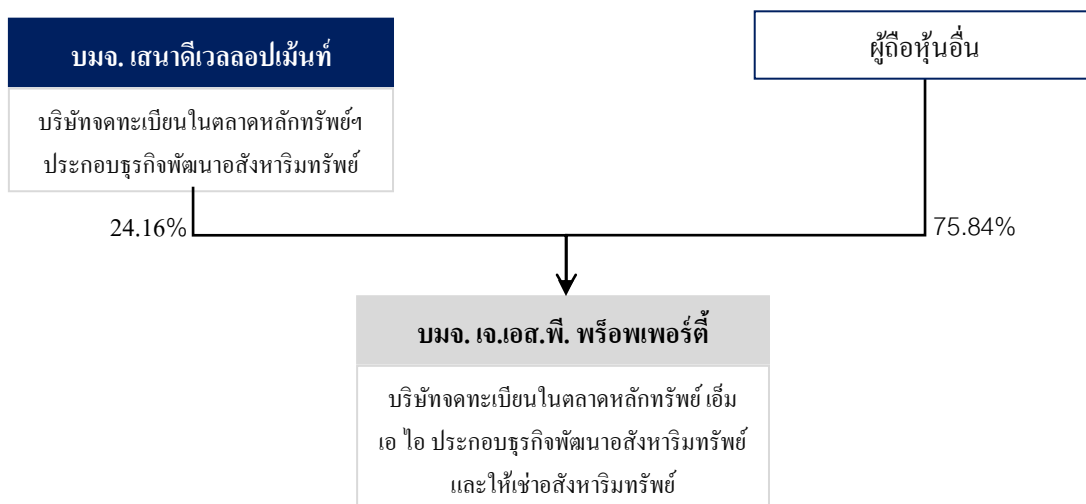 บมจ. เสนาดีเวลลอปเม้นท์
บริษัทจดทะเบียนในตลาดหลักทรัพย์ฯ
ประกอบธุรกิจพัฒนาอสังหาริมทรัพย์
ผู้ถือหุ้นอื่น
24.16%
75.84%
บมจ. เจ.เอส.พี. พร็อพเพอร์ตี้
บริษัทจดทะเบียนในตลาดหลักทรัพย์ เอ็ม
เอ ไอ ประกอบธุรกิจพัฒนาอสังหาริมทรัพย์
และให้เช่าอสังหาริมทรัพย์